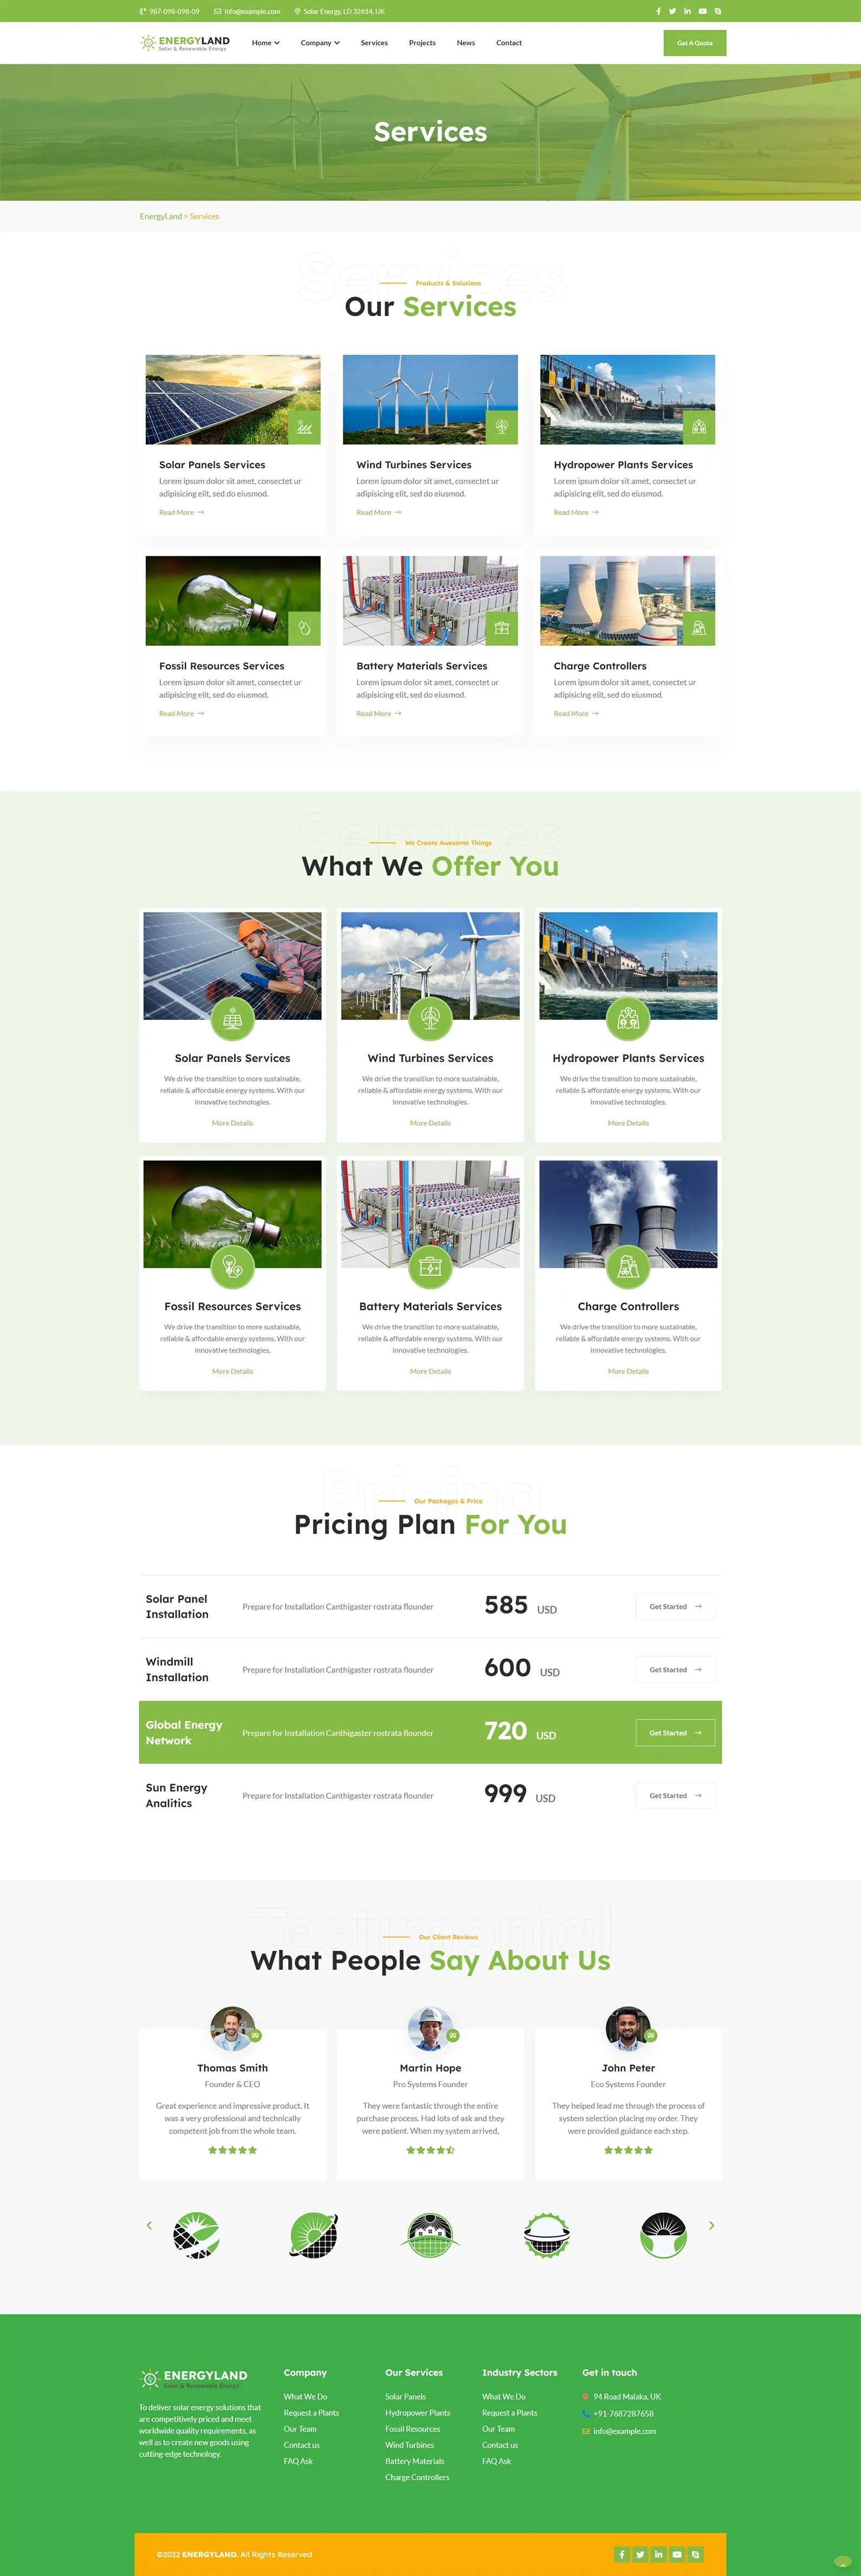 987-098-098-09
info@example.com
Solar Energy, LD 32614, UK
ENERGYLAND
Solar & Renewable Energy
Home
Company
Services
Projects
News
Contact
Get A Quote
Services
EnergyLand > Services
Services
Products & Solutions
Our Services
Solar Panels Services
Lorem ipsum dolor sit amet, consectet ur
adipisicing elit, sed do eiusmod.
Read More
Wind Turbines Services
Lorem ipsum dolor sit amet, consectet ur
adipisicing elit, sed do eiusmod.
Read More
Hydropower Plants Services
Lorem ipsum dolor sit amet, consectet ur
adipisicing elit, sed do eiusmod.
Read More
Fossil Resources Services
Lorem ipsum dolor sit amet, consectet ur
adipisicing elit, sed do eiusmod.
Read More
Battery Materials Services
Lorem ipsum dolor sit amet, consectet ur
adipisicing elit, sed do eiusmod.
Read More
Charge Controllers
Lorem ipsum dolor sit amet, consectet ur
adipisicing elit, sed do eiusmod.
Read More
Services
We Create Awesome Things
What We Offer You
Solar Panels Services
We drive the transition to more sustainable,
reliable & affordable energy systems. With our
innovative technologies.
More Details
Wind Turbines Services
We drive the transition to more sustainable,
reliable & affordable energy systems. With our
innovative technologies.
More Details
Hydropower Plants Services
We drive the transition to more sustainable,
reliable & affordable energy systems. With our
innovative technologies.
More Details
Fossil Resources Services
We drive the transition to more sustainable,
reliable & affordable energy systems. With our
innovative technologies.
More Details
Battery Materials Services
We drive the transition to more sustainable,
reliable & affordable energy systems. With our
innovative technologies.
More Details
Charge Controllers
We drive the transition to more sustainable,
reliable & affordable energy systems. With our
innovative technologies.
More Details
Pricing
Our Packages & Price
Pricing Plan For You
Solar Panel
Installation
Prepare for Installation Canthigaster rostrata flounder
585 USD
Get Started
Windmill
Installation
Prepare for Installation Canthigaster rostrata flounder
600 USD
Get Started
Global Energy
Network
Prepare for Installation Canthigaster rostrata flounder
720 USD
Get Started
Sun Energy
Analitics
Prepare for Installation Canthigaster rostrata flounder
999 USD
Get Started
Testimonial
Our Client Reviews
What People Say About Us
Thomas Smith
Founder & CEO
Great experience and impressive product. It
was a very professional and technically
competent job from the whole team.
Martin Hope
Pro Systems Founder
They were fantastic through the entire
purchase process. Had lots of ask and they
were patient. When my system arrived,
John Peter
Eco Systems Founder
They helped lead me through the process of
system selection placing my order. They
were provided guidance each step.
ENERGYLAND
Solar & Renewable Energy
To deliver solar energy solutions that
are competitively priced and meet
worldwide quality requirements, as
well as to create new goods using
cutting-edge technology.
Company
What We Do
Request a Plants
Our Team
Contact us
FAQ Ask
Our Services
Solar Panels
Hydropower Plants
Fossil Resources
Wind Turbines
Battery Materials
Charge Controllers
Industry Sectors
What We Do
Request a Plants
Our Team
Contact us
FAQ Ask
Get in touch
94 Road Malaka, UK
+91-7687287658
info@example.com
©2022 ENERGYLAND. All Rights Reserved